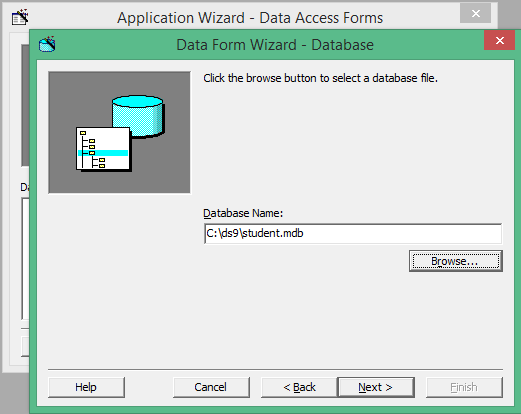 Application Wizard - Data Access Forms
Data Form Wizard - Database
Click the browse button to select a database file.
Da
Database Name:
C:\ds9\student.mdb
Browse...
Help
Cancel
< Back
Next >
Finish